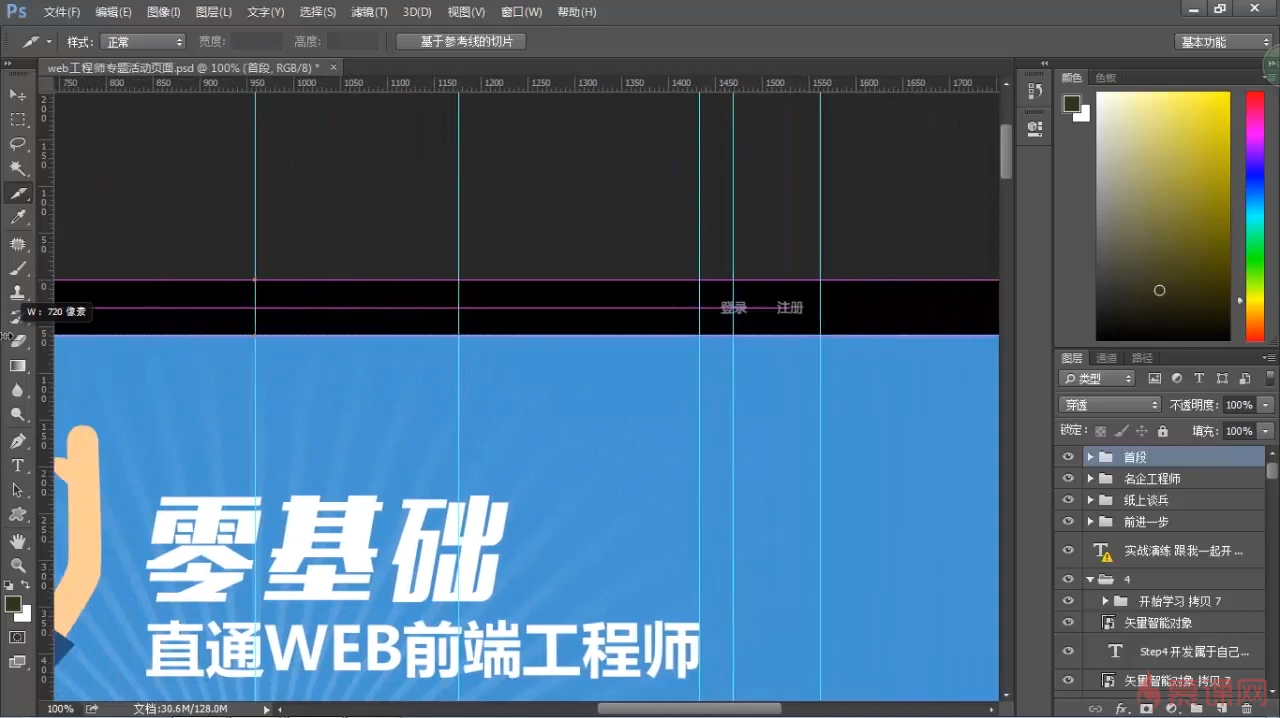 Ps 文件(F) 编辑(E) 图像(I) 图层(L) 文字(Y) 选择(S) 滤镜(T) 3D(D) 视图(V) 窗口(W) 帮助(H)
样式: 正常 宽度: 高度: 基于参考线的切片 基本功能
web工程师专题活动页面.psd @ 100% (首段, RGB/8) * ×
750 800 850 900 950 1000 1050 1100 1150 1200 1250 1300 1350 1400 1450 1500 1550 1600 1650 1700
颜色 色板
W: 720 像素
登录 注册
零基础
直通WEB前端工程师
图层 通道 路径
类型
穿透 不透明度: 100%
锁定: 填充: 100%
首段
名企工程师
纸上谈兵
前进一步
实战演练 跟我一起开 ...
4
开始学习 拷贝 7
矢量智能对象
Step4 开发属于自己...
矢量智能对象 拷贝
慕课网
100% 文档:30.6M/128.0M